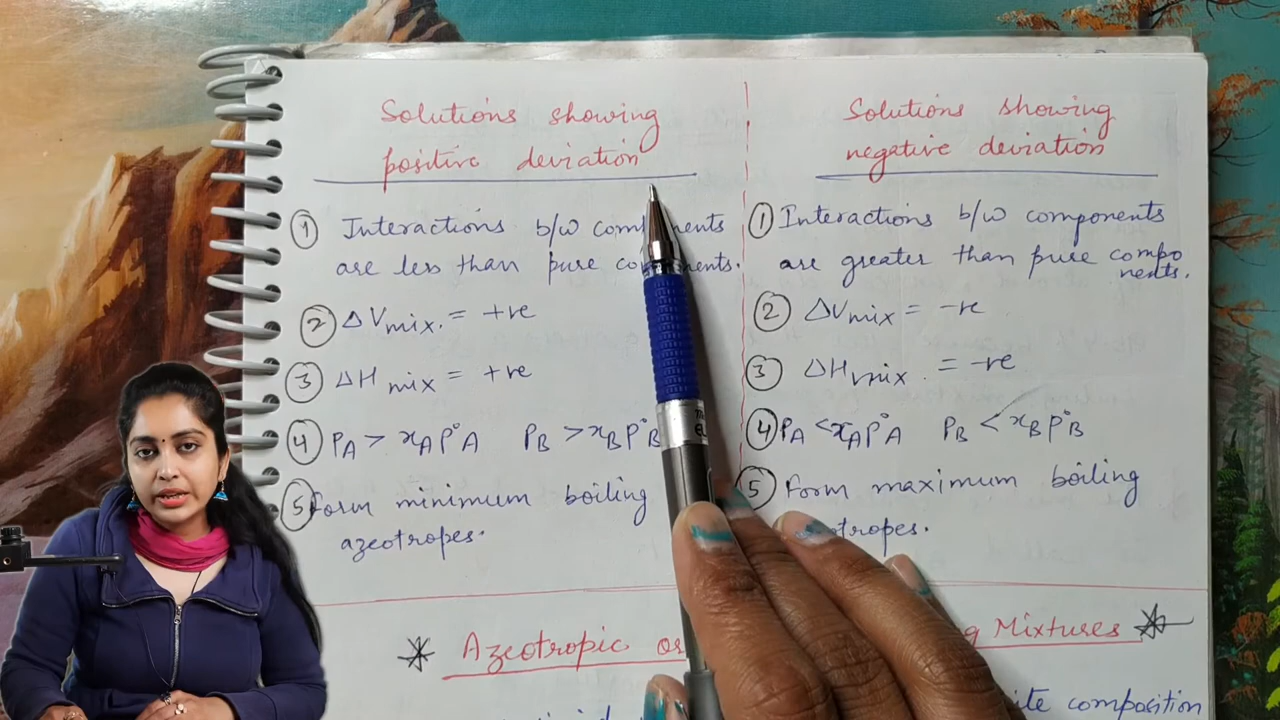 Solutions showing
positive deviation
① Interactions b/w components
are less than pure components.
② ΔVmix. = +ve
③ ΔH mix = +ve
④ PA > xAP°A PB > xBP°B
⑤ Form minimum boiling
azeotropes.
Solutions showing
negative deviation
① Interactions b/w components
are greater than pure compo
nents.
② ΔVmix = -ve
③ ΔHmix . = -ve
④ PA < xAP°A PB < xBP°B
⑤ Form maximum boiling
Azeotropic or Mixtures
composition